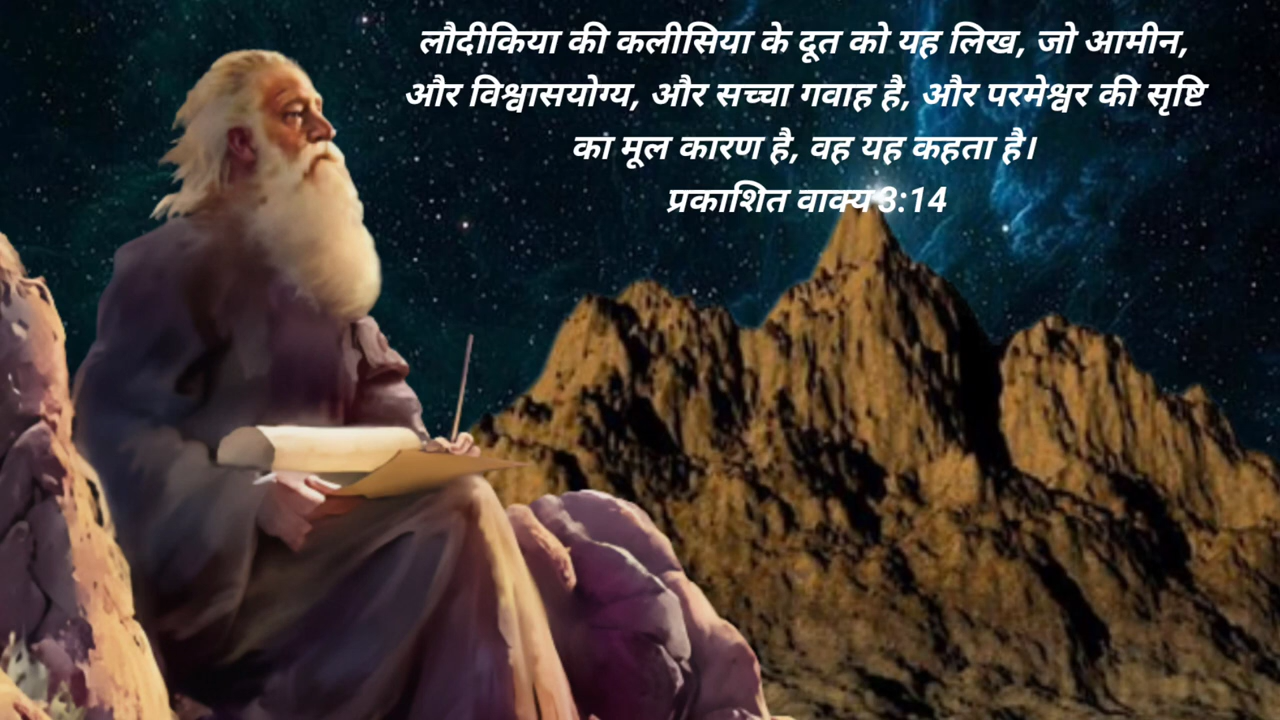 लौदीकिया की कलीसिया के दूत को यह लिख, जो आमीन,
और विश्वासयोग्य, और सच्चा गवाह है, और परमेश्वर की सृष्टि
का मूल कारण है, वह यह कहता है।
प्रकाशित वाक्य 3:14